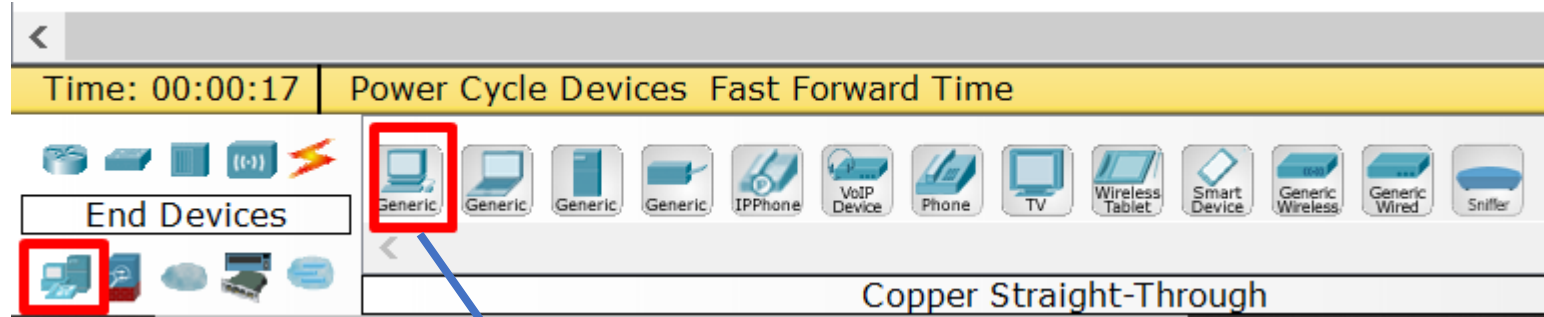 Time: 00:00:17 Power Cycle Devices Fast Forward Time
Generic Generic Generic Generic IPPhone VoIP Device Phone TV Wireless Tablet Smart Device Generic Wireless Generic Wired Sniffer
End Devices
Copper Straight-Through